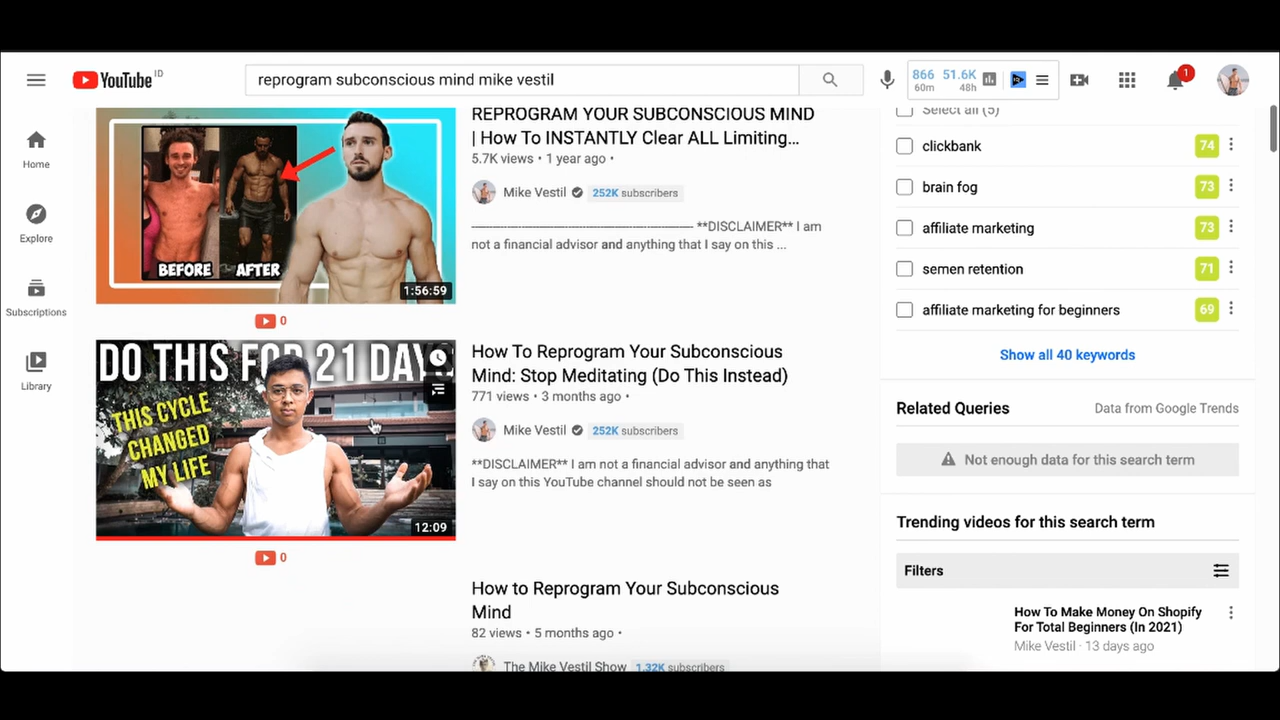 YouTube ID
reprogram subconscious mind mike vestil
866 60m
51.6K 48h
1
Home
Explore
Subscriptions
Library
BEFORE
AFTER
1:56:59
0
REPROGRAM YOUR SUBCONSCIOUS MIND
| How To INSTANTLY Clear ALL Limiting...
5.7K views • 1 year ago •
Mike Vestil 252K subscribers
**DISCLAIMER** I am
not a financial advisor and anything that I say on this ...
DO THIS FOR 21 DAYS
THIS CYCLE
CHANGED
MY LIFE
12:09
0
How To Reprogram Your Subconscious
Mind: Stop Meditating (Do This Instead)
771 views • 3 months ago •
Mike Vestil 252K subscribers
**DISCLAIMER** I am not a financial advisor and anything that
I say on this YouTube channel should not be seen as
How to Reprogram Your Subconscious
Mind
82 views • 5 months ago •
The Mike Vestil Show 1.32K subscribers
Select all (5)
clickbank 74
brain fog 73
affiliate marketing 73
semen retention 71
affiliate marketing for beginners 69
Show all 40 keywords
Related Queries Data from Google Trends
Not enough data for this search term
Trending videos for this search term
Filters
How To Make Money On Shopify
For Total Beginners (In 2021)
Mike Vestil · 13 days ago